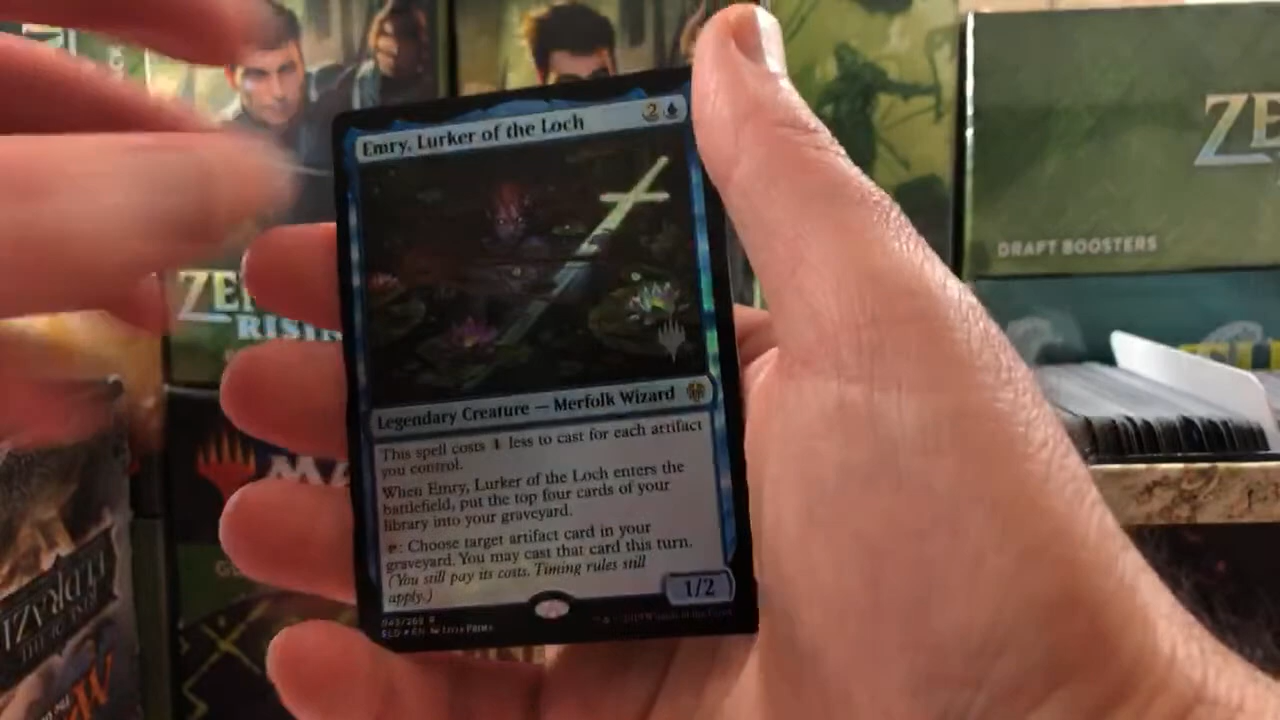 Emry, Lurker of the Loch 2
Legendary Creature — Merfolk Wizard
This spell costs 1 less to cast for each artifact
you control.
When Emry, Lurker of the Loch enters the
battlefield, put the top four cards of your
library into your graveyard.
: Choose target artifact card in your
graveyard. You may cast that card this turn.
(You still pay its costs. Timing rules still
apply.)
1/2
ZE
DRAFT BOOSTERS
ZE
RISIN
MA